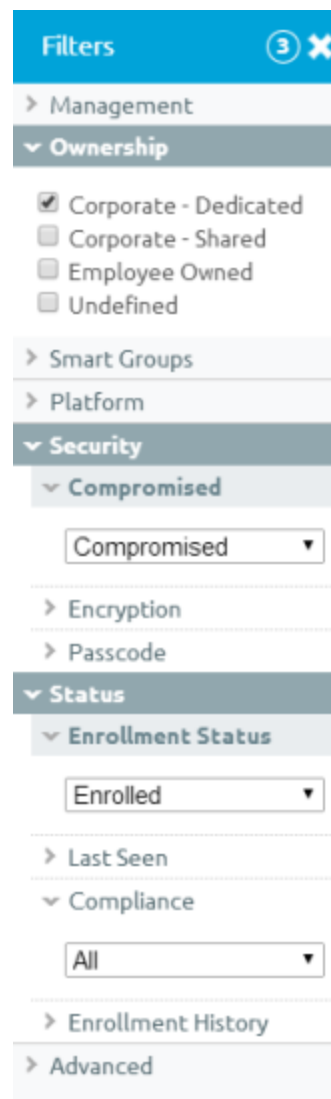 Filters 3
Management
Ownership
Corporate - Dedicated
Corporate - Shared
Employee Owned
Undefined
Smart Groups
Platform
Security
Compromised
Compromised
Encryption
Passcode
Status
Enrollment Status
Enrolled
Last Seen
Compliance
All
Enrollment History
Advanced